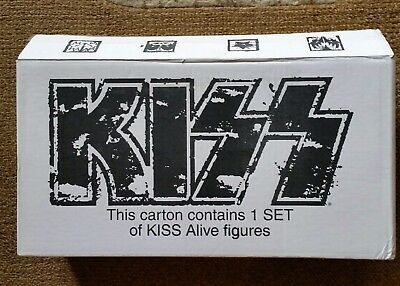 KISS
This carton contains 1 SET
of KISS Alive figures